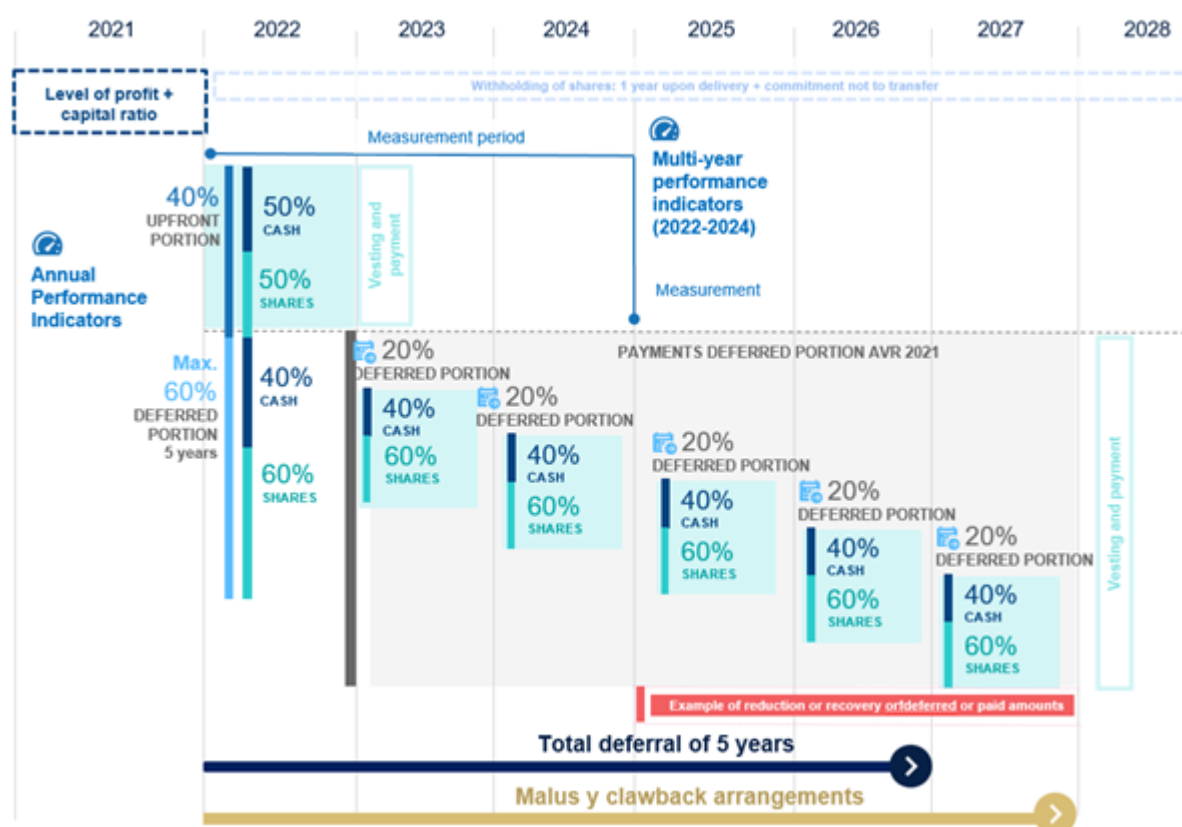 2021
2022
2023
2024
2025
2026
2027
2028
Level of profit +
capital ratio
Withholding of shares: 1 year upon delivery + commitment not to transfer
Measurement period
Multi-year
performance
indicators
(2022-2024)
Measurement
Annual
Performance
Indicators
40%
UPFRONT
PORTION
50%
CASH
50%
SHARES
Vesting and
payment
Max.
60%
DEFERRED
PORTION
5 years
40%
CASH
60%
SHARES
PAYMENTS DEFERRED PORTION AVR 2021
20%
DEFERRED PORTION
40%
CASH
60%
SHARES
20%
DEFERRED PORTION
40%
CASH
60%
SHARES
20%
DEFERRED PORTION
40%
CASH
60%
SHARES
20%
DEFERRED PORTION
40%
CASH
60%
SHARES
20%
DEFERRED PORTION
40%
CASH
60%
SHARES
Vesting and payment
Example of reduction or recovery orfdeferred or paid amounts
Total deferral of 5 years
Malus y clawback arrangements